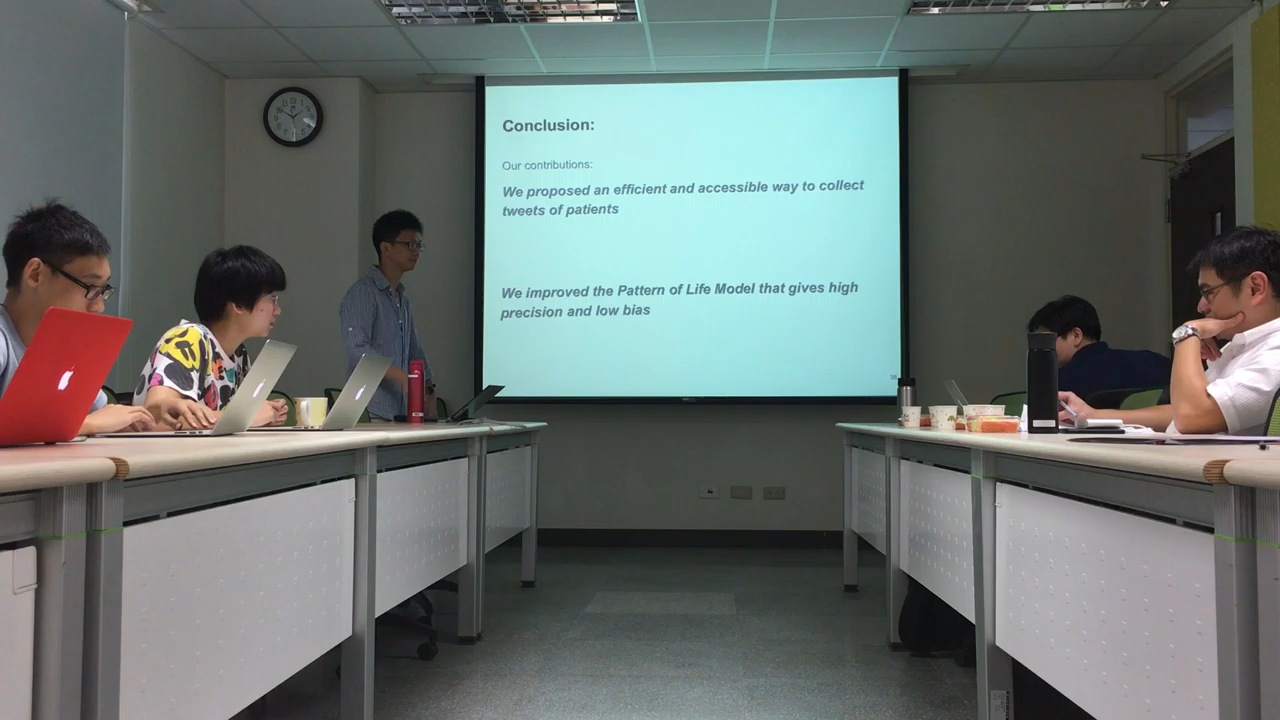 Conclusion:
Our contributions:
We proposed an efficient and accessible way to collect
tweets of patients
We improved the Pattern of Life Model that gives high
precision and low bias